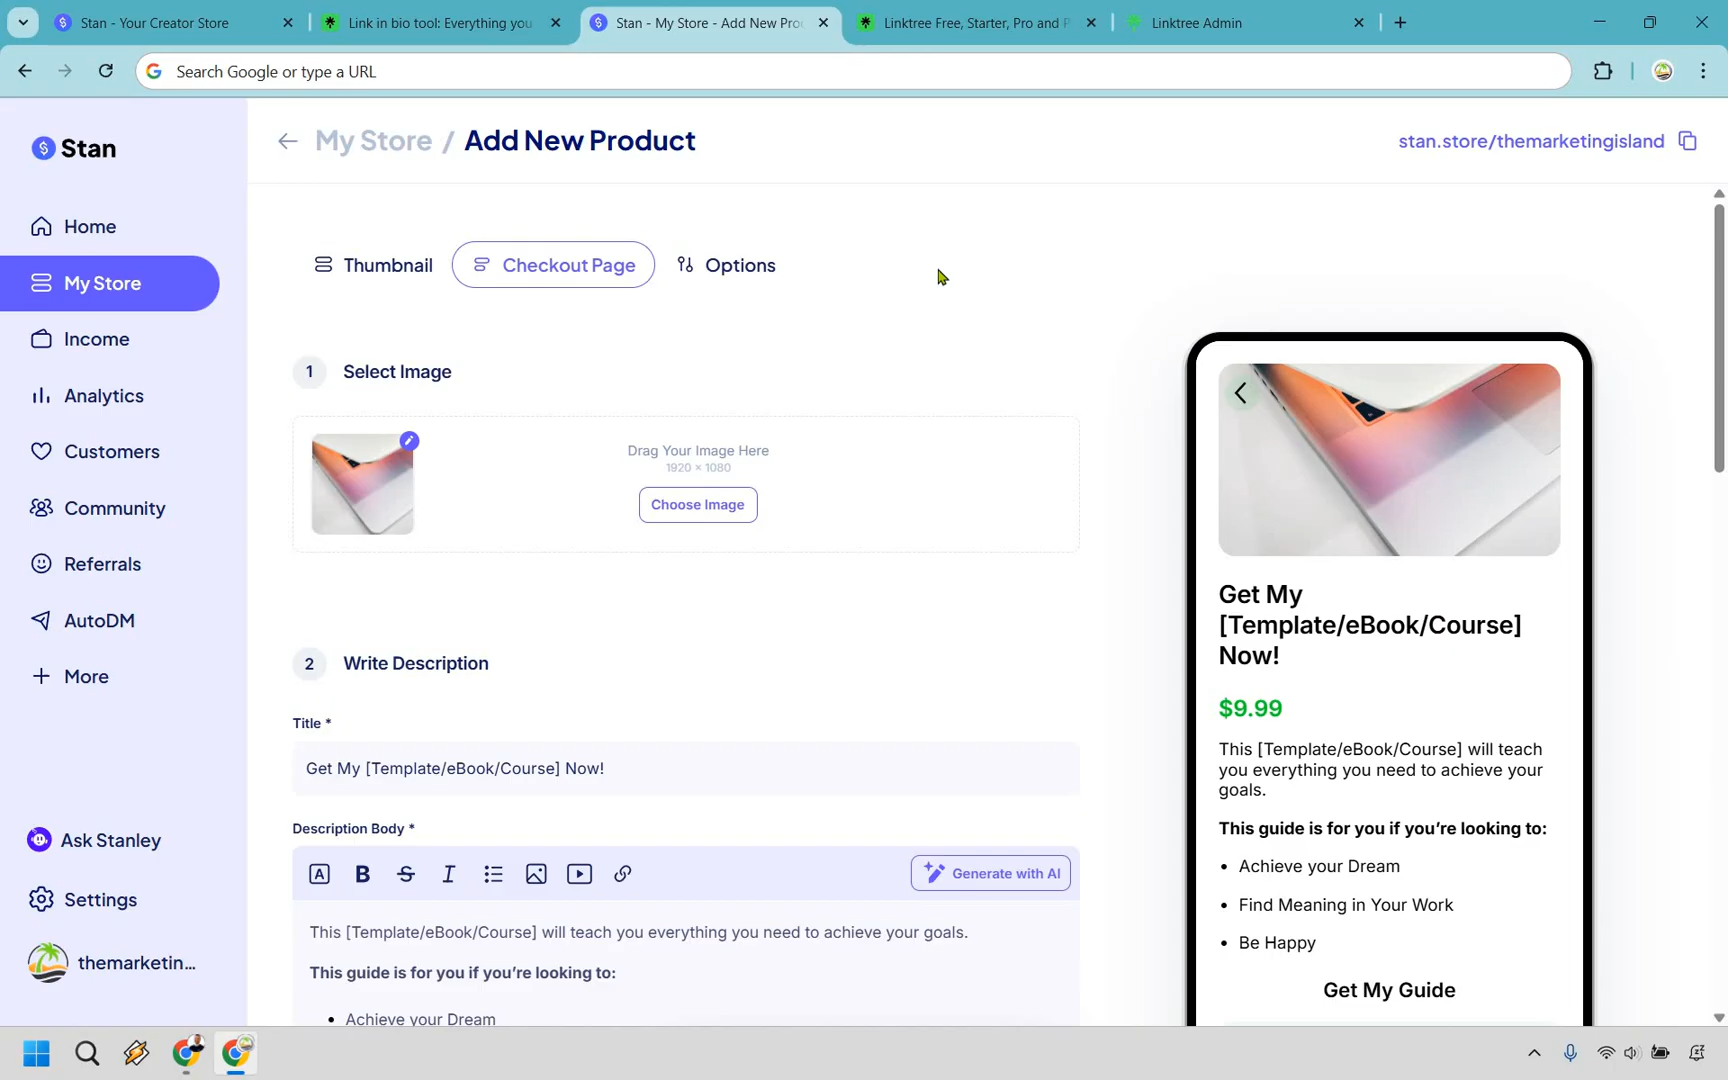 Stan - Your Creator Store
Link in bio tool: Everything you
Stan - My Store - Add New Pro
Linktree Free, Starter, Pro and P
Linktree Admin
Search Google or type a URL
Stan
My Store / Add New Product
stan.store/themarketingisland
Home
My Store
Income
Analytics
Customers
Community
Referrals
AutoDM
More
Ask Stanley
Settings
themarketin...
Thumbnail
Checkout Page
Options
1 Select Image
Drag Your Image Here
1920 × 1080
Choose Image
2 Write Description
Title *
Get My [Template/eBook/Course] Now!
Description Body *
A B S I
Generate with AI
This [Template/eBook/Course] will teach you everything you need to achieve your goals.
This guide is for you if you’re looking to:
• Achieve your Dream
Get My
[Template/eBook/Course]
Now!
$9.99
This [Template/eBook/Course] will teach
you everything you need to achieve your
goals.
This guide is for you if you’re looking to:
• Achieve your Dream
• Find Meaning in Your Work
• Be Happy
Get My Guide